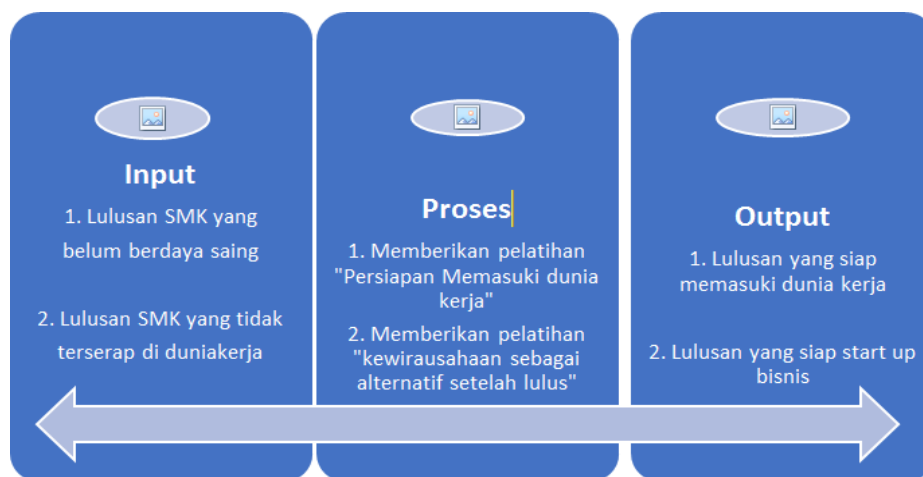 Input
1. Lulusan SMK yang
belum berdaya saing
2. Lulusan SMK yang tidak
terserap di duniakerja
Proses
1. Memberikan pelatihan
"Persiapan Memasuki dunia
kerja"
2. Memberikan pelatihan
"kewirausahaan sebagai
alternatif setelah lulus"
Output
1. Lulusan yang siap
memasuki dunia kerja
2. Lulusan yang siap start up
bisnis